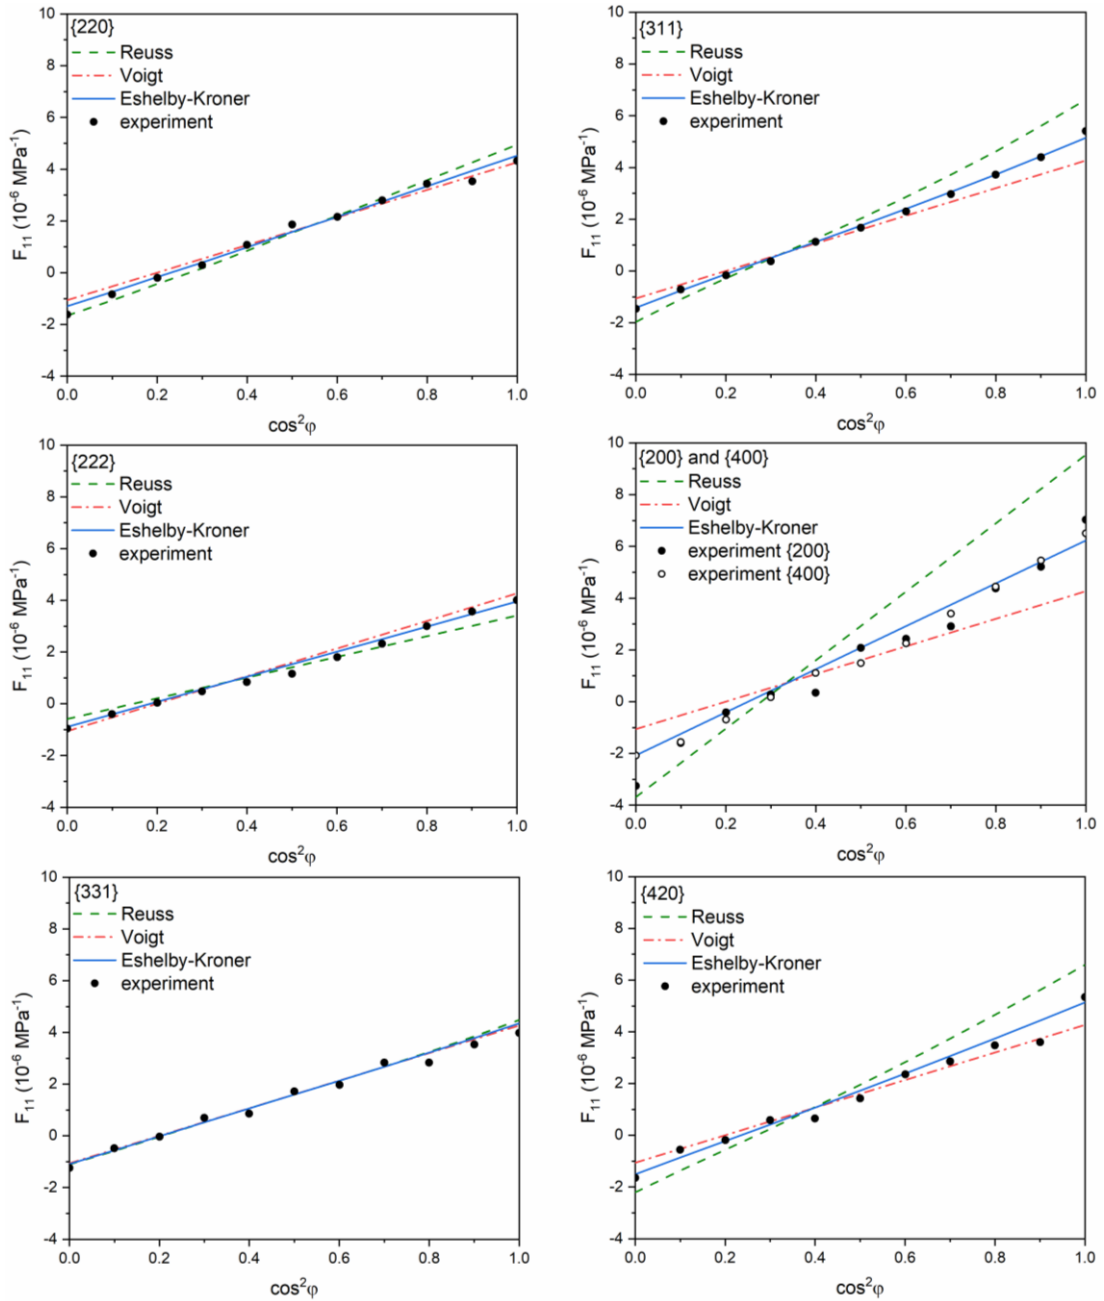 {220}
Reuss
Voigt
Eshelby-Kroner
experiment
10
8
6
4
2
0
-2
-4
F₁₁ (10⁻⁶ MPa⁻¹)
0.0 0.2 0.4 0.6 0.8 1.0
cos²φ
{311}
Reuss
Voigt
Eshelby-Kroner
experiment
10
8
6
4
2
0
-2
-4
F₁₁ (10⁻⁶ MPa⁻¹)
0.0 0.2 0.4 0.6 0.8 1.0
cos²φ
{222}
Reuss
Voigt
Eshelby-Kroner
experiment
10
8
6
4
2
0
-2
-4
F₁₁ (10⁻⁶ MPa⁻¹)
0.0 0.2 0.4 0.6 0.8 1.0
cos²φ
{200} and {400}
Reuss
Voigt
Eshelby-Kroner
experiment {200}
experiment {400}
10
8
6
4
2
0
-2
-4
F₁₁ (10⁻⁶ MPa⁻¹)
0.0 0.2 0.4 0.6 0.8 1.0
cos²φ
{331}
Reuss
Voigt
Eshelby-Kroner
experiment
10
8
6
4
2
0
-2
-4
F₁₁ (10⁻⁶ MPa⁻¹)
0.0 0.2 0.4 0.6 0.8 1.0
cos²φ
{420}
Reuss
Voigt
Eshelby-Kroner
experiment
10
8
6
4
2
0
-2
-4
F₁₁ (10⁻⁶ MPa⁻¹)
0.0 0.2 0.4 0.6 0.8 1.0
cos²φ